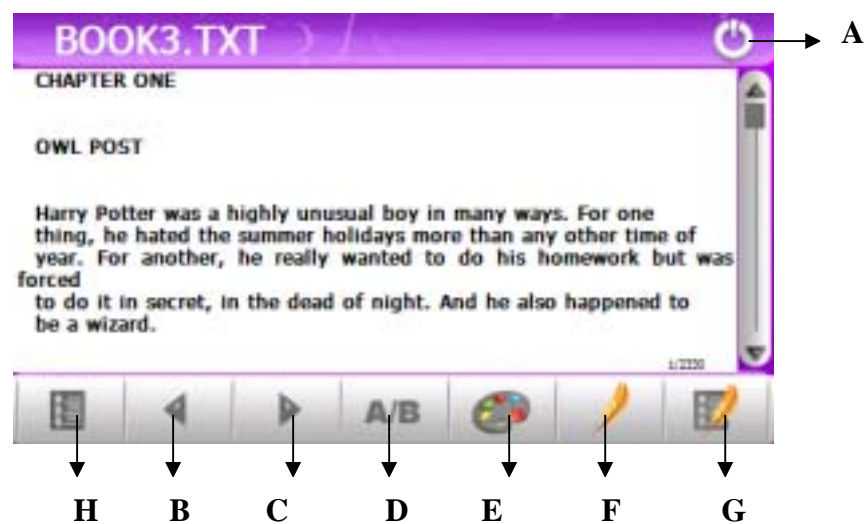 BOOK3.TXT
A
CHAPTER ONE
OWL POST
Harry Potter was a highly unusual boy in many ways. For one
thing, he hated the summer holidays more than any other time of
year. For another, he really wanted to do his homework but was
forced
to do it in secret, in the dead of night. And he also happened to
be a wizard.
1/2330
A/B
H B C D E F G